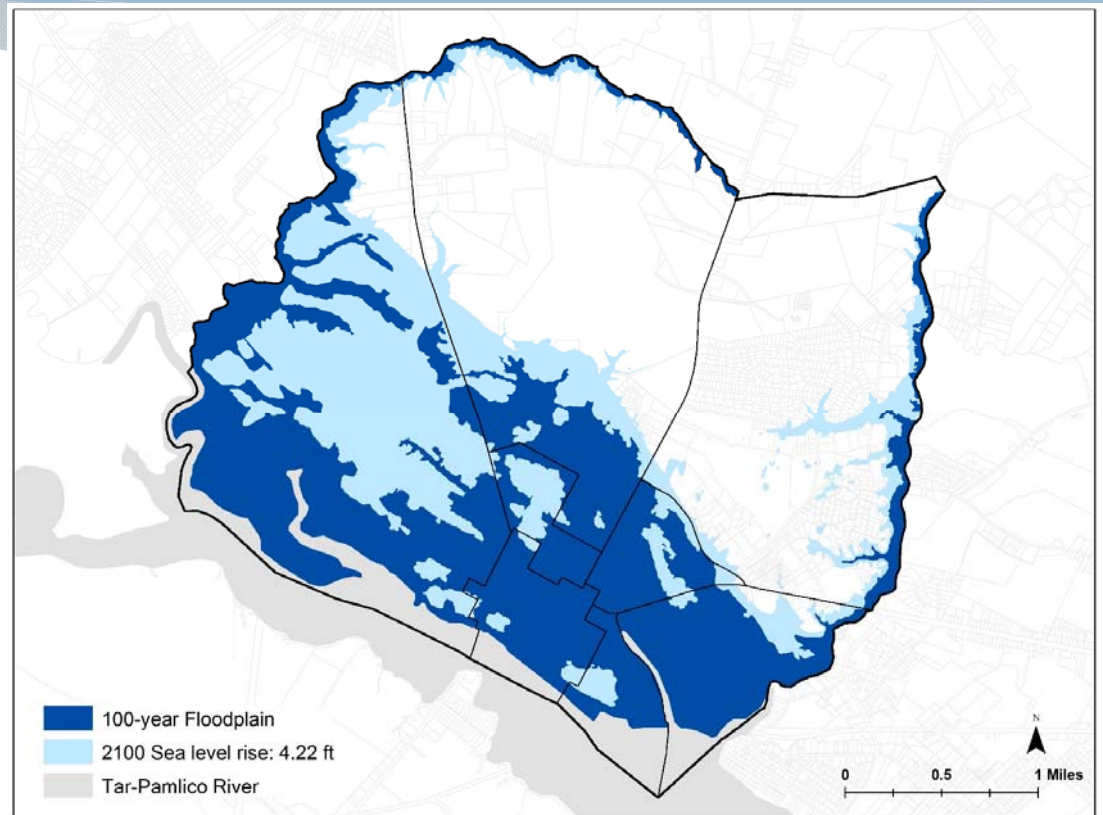 100-year Floodplain
2100 Sea level rise: 4.22 ft
Tar-Pamlico River
N
0 0.5 1 Miles